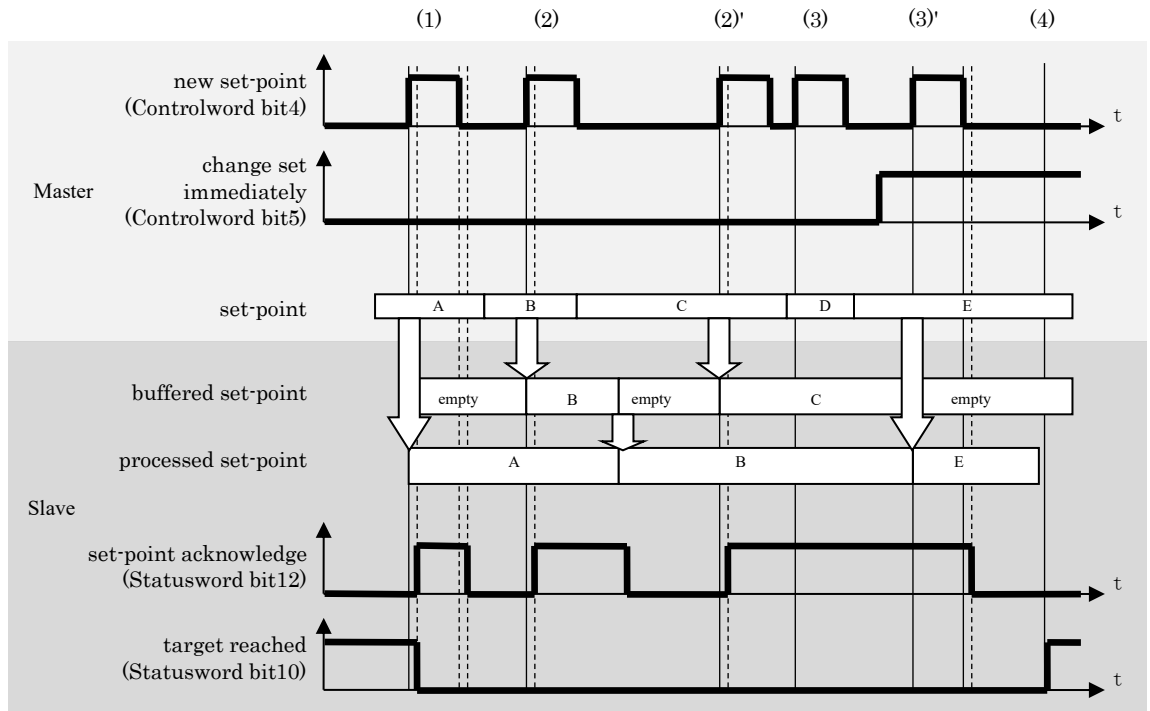 (1) (2) (2)' (3) (3)' (4)
new set-point
(Controlword bit4)
t
change set
immediately
(Controlword bit5)
t
Master
set-point
A B C D E
buffered set-point
empty B empty C empty
processed set-point
A B E
Slave
set-point acknowledge
(Statusword bit12)
t
target reached
(Statusword bit10)
t